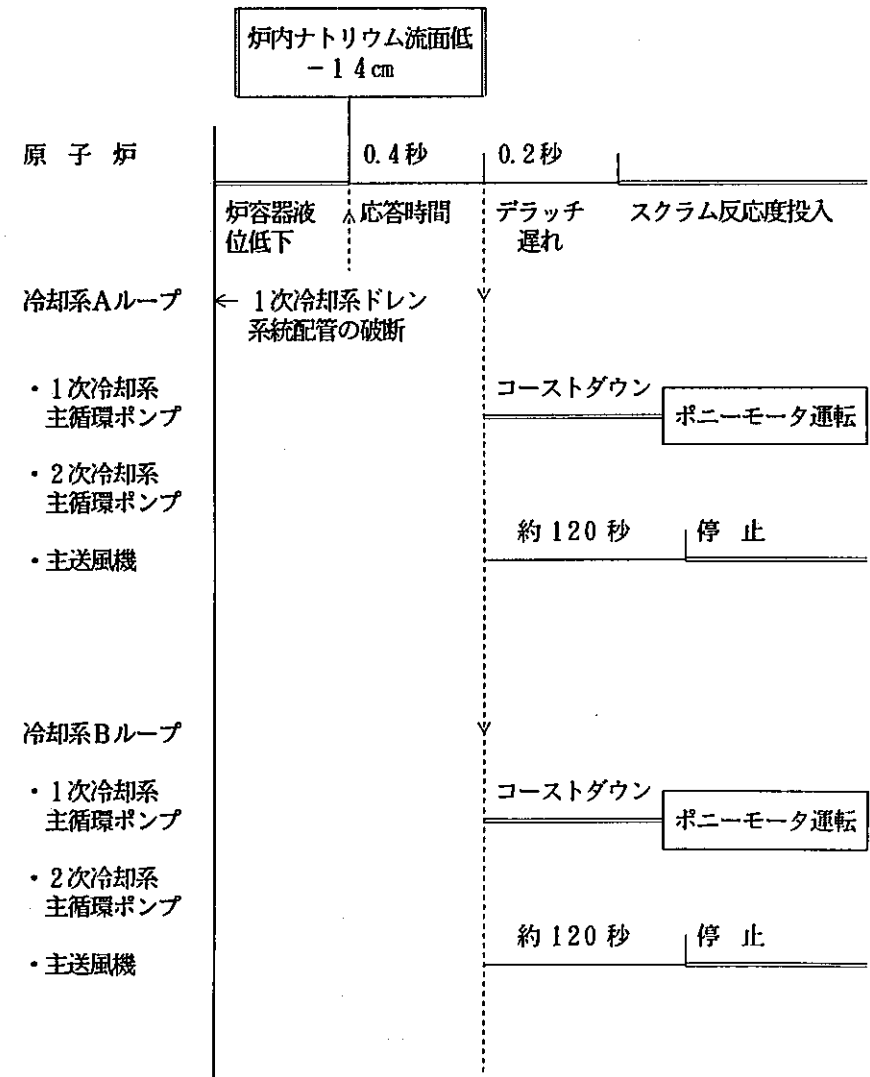 炉内ナトリウム流面低
－14㎝
原子炉
0.4秒
0.2秒
炉容器液
位低下
応答時間
デラッチ
遅れ
スクラム反応度投入
冷却系Aループ
← 1次冷却系ドレン
系統配管の破断
・1次冷却系
主循環ポンプ
コーストダウン
ポニーモータ運転
・2次冷却系
主循環ポンプ
・主送風機
約120秒
停止
冷却系Bループ
・1次冷却系
主循環ポンプ
コーストダウン
ポニーモータ運転
・2次冷却系
主循環ポンプ
・主送風機
約120秒
停止